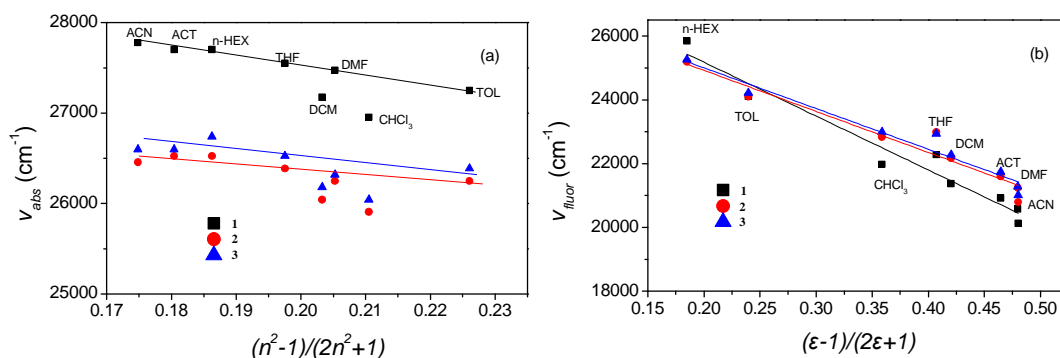 28000
27000
26000
25000
ν_abs (cm⁻¹)
ACN
ACT
n-HEX
THF
DMF
DCM
CHCl₃
TOL
(a)
1
2
3
0.17 0.18 0.19 0.20 0.21 0.22 0.23
(n²-1)/(2n²+1)
26000
24000
22000
20000
18000
ν_fluor (cm⁻¹)
n-HEX
(b)
TOL
THF
DCM
CHCl₃
ACT
DMF
ACN
1
2
3
0.15 0.20 0.25 0.30 0.35 0.40 0.45 0.50
(ε-1)/(2ε+1)